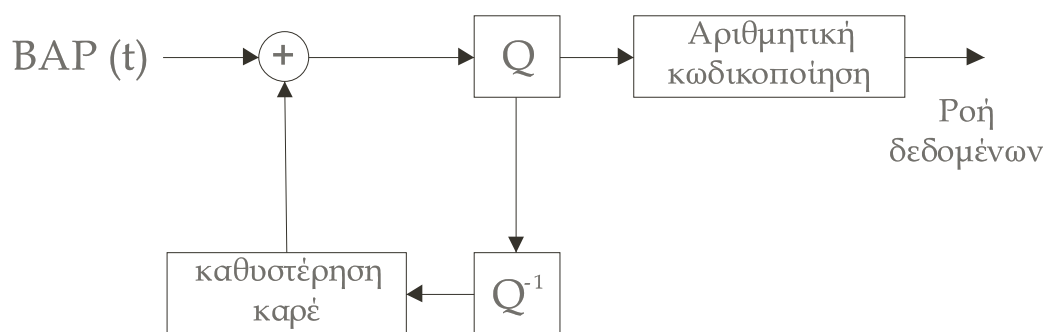 BAP (t)
+
Q
Αριθμητική
κωδικοποίηση
Ροή
δεδομένων
καθυστέρηση
καρέ
Q⁻¹